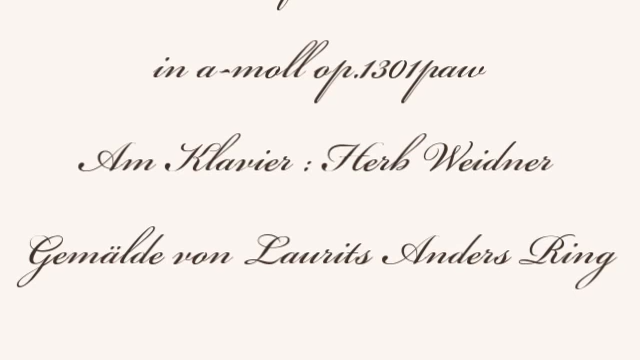 in a-moll op.1301paw
Am Klavier : Herb Weidner
Gemälde von Laurits Anders Ring